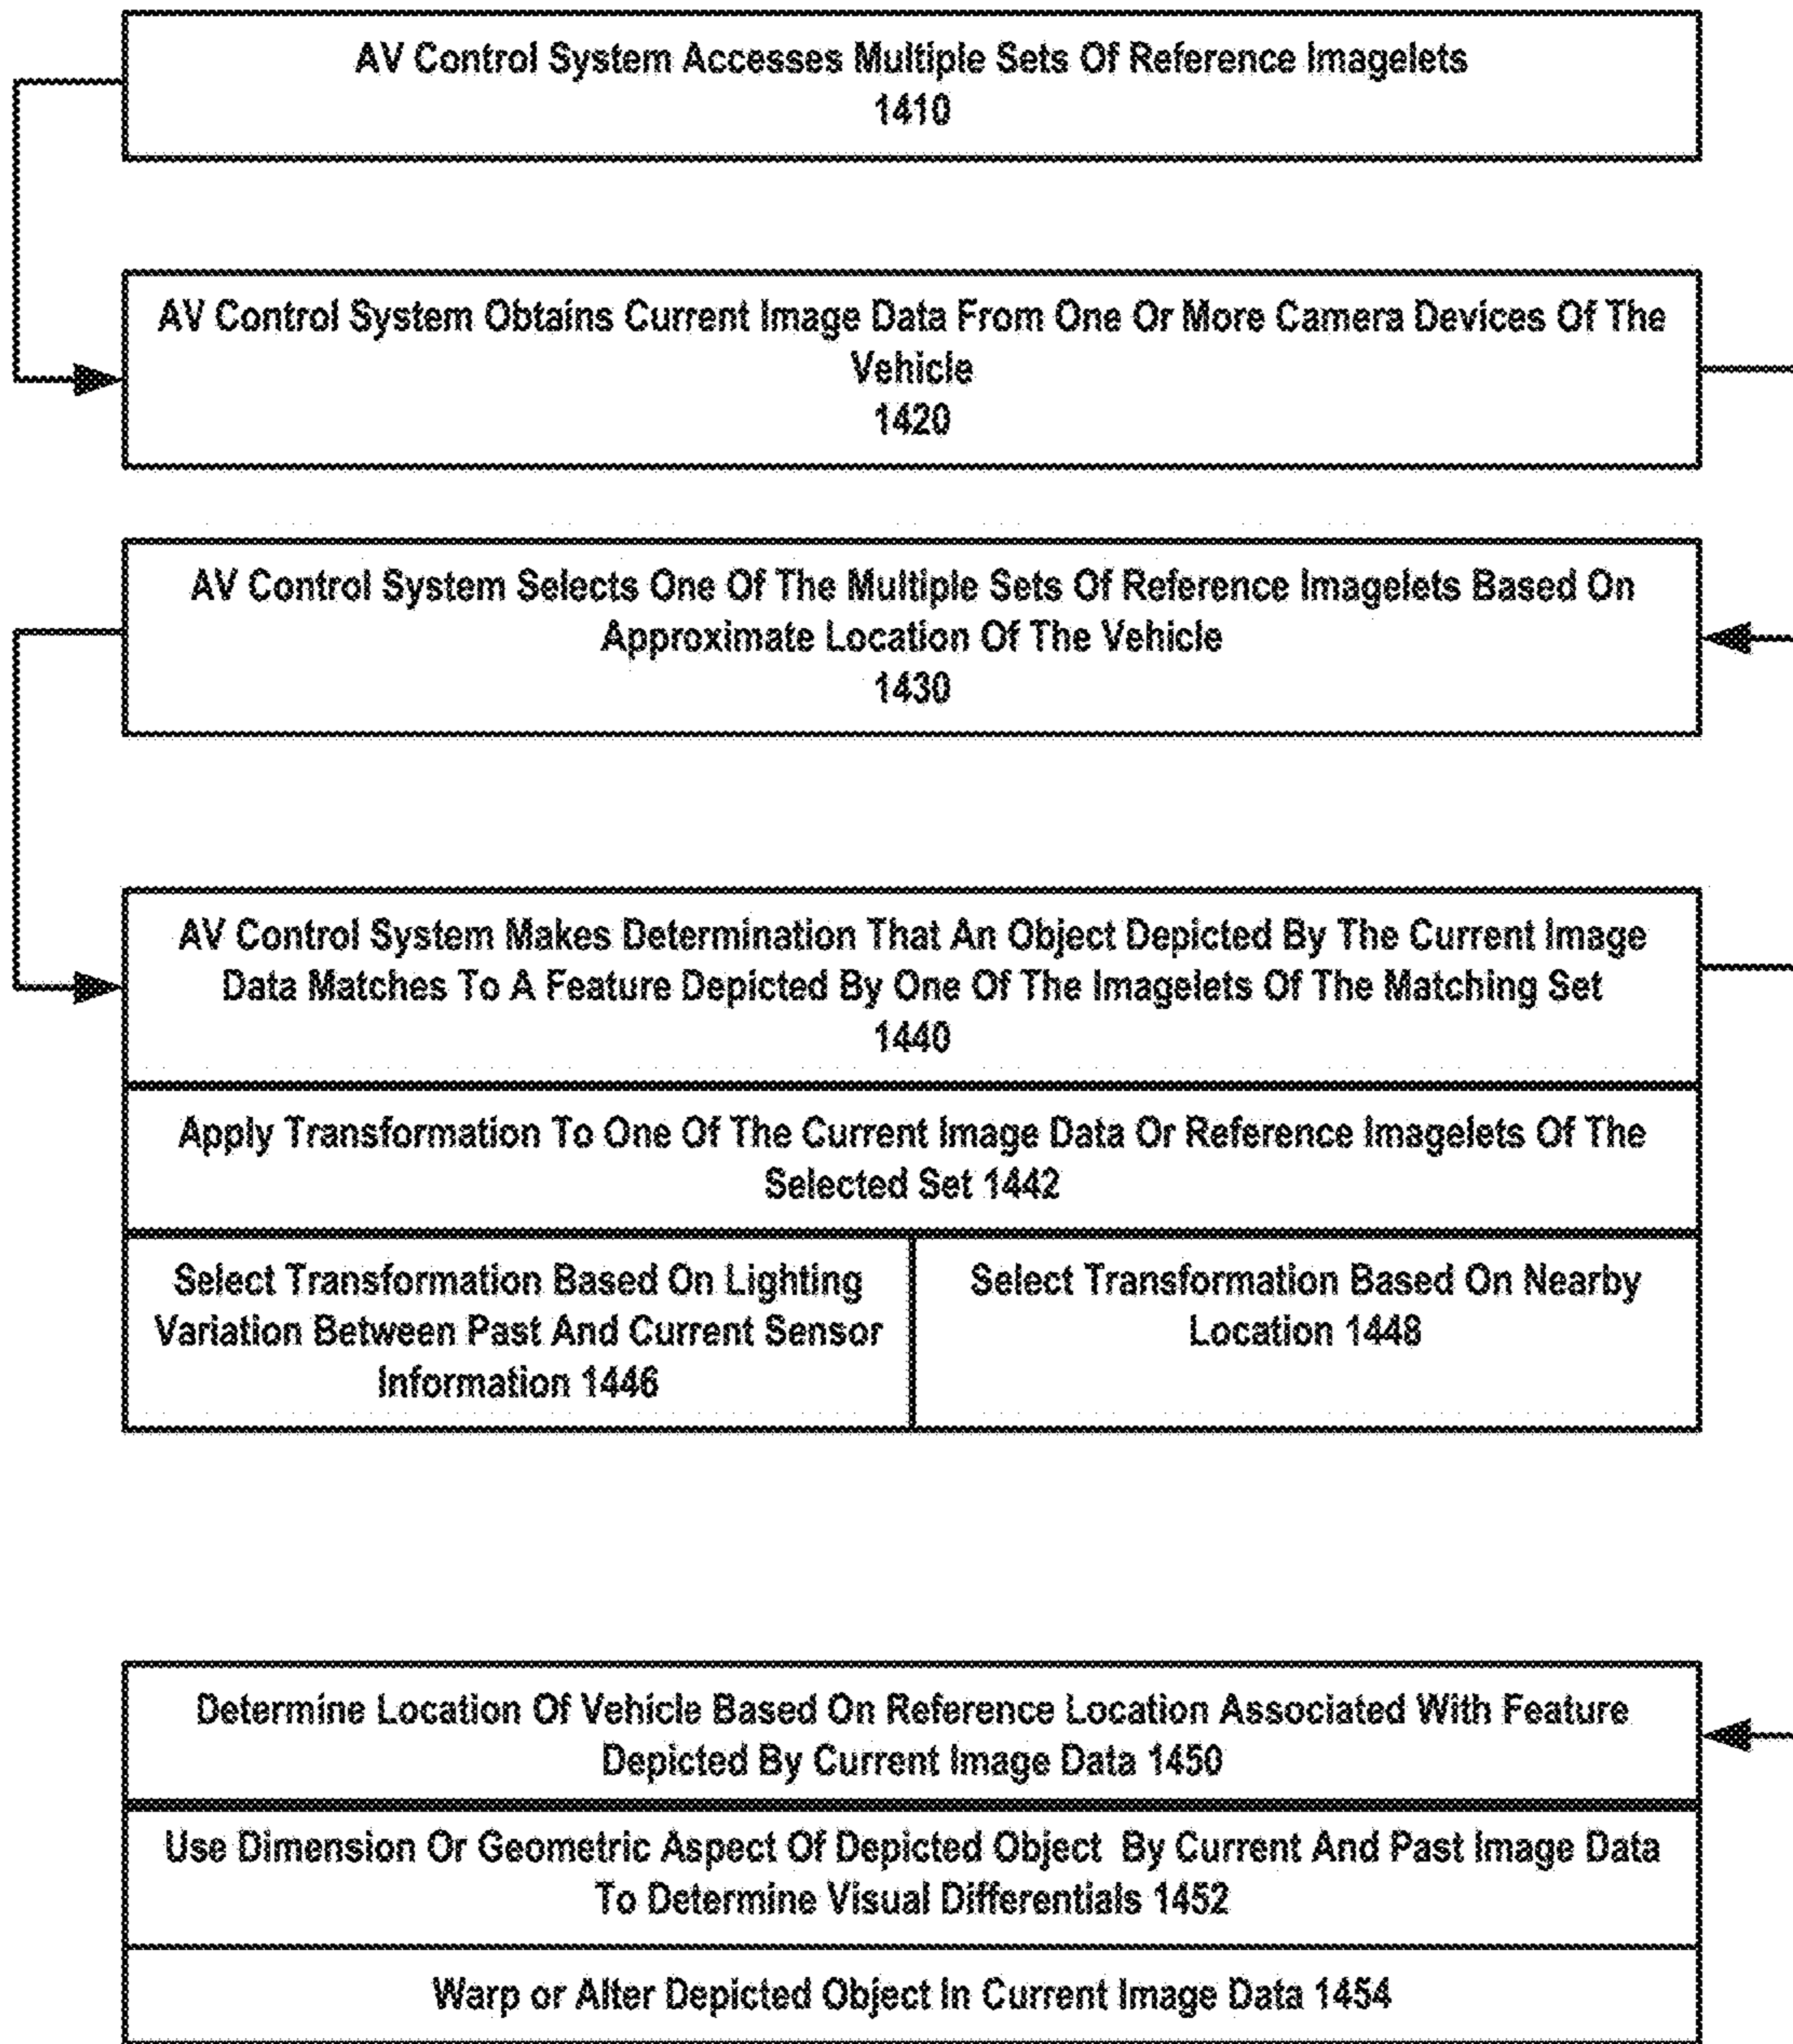 AV Control System Accesses Multiple Sets Of Reference Imagelets
1410
AV Control System Obtains Current Image Data From One Or More Camera Devices Of The
Vehicle
1420
AV Control System Selects One Of The Multiple Sets Of Reference Imagelets Based On
Approximate Location Of The Vehicle
1430
AV Control System Makes Determination That An Object Depicted By The Current Image
Data Matches To A Feature Depicted By One Of The Imagelets Of The Matching Set
1440
Apply Transformation To One Of The Current Image Data Or Reference Imagelets Of The
Selected Set 1442
Select Transformation Based On Lighting
Variation Between Past And Current Sensor
Information 1446
Select Transformation Based On Nearby
Location 1448
Determine Location Of Vehicle Based On Reference Location Associated With Feature
Depicted By Current Image Data 1450
Use Dimension Or Geometric Aspect Of Depicted Object By Current And Past Image Data
To Determine Visual Differentials 1452
Warp or Alter Depicted Object In Current Image Data 1454